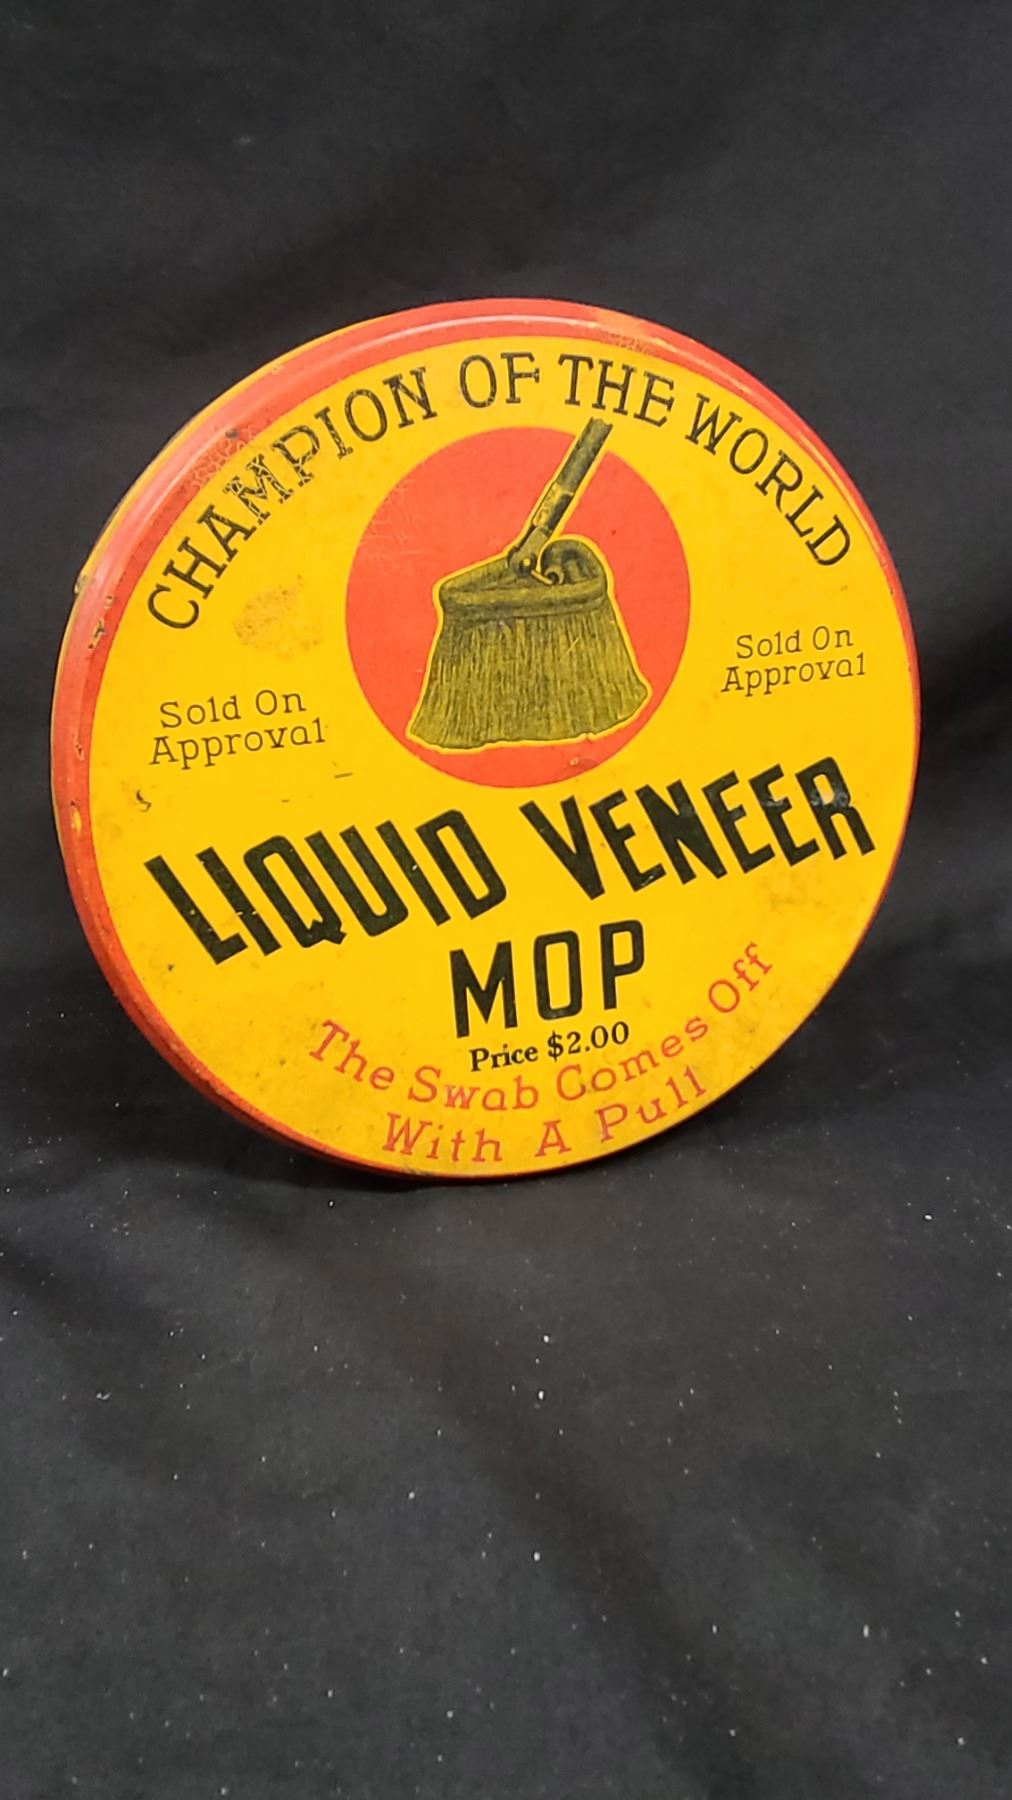 CHAMPION OF THE WORLD
Sold On
Approval
Sold On
Approval
LIQUID VENEER
MOP
Price $2.00
The Swab Comes Off
With A Pull